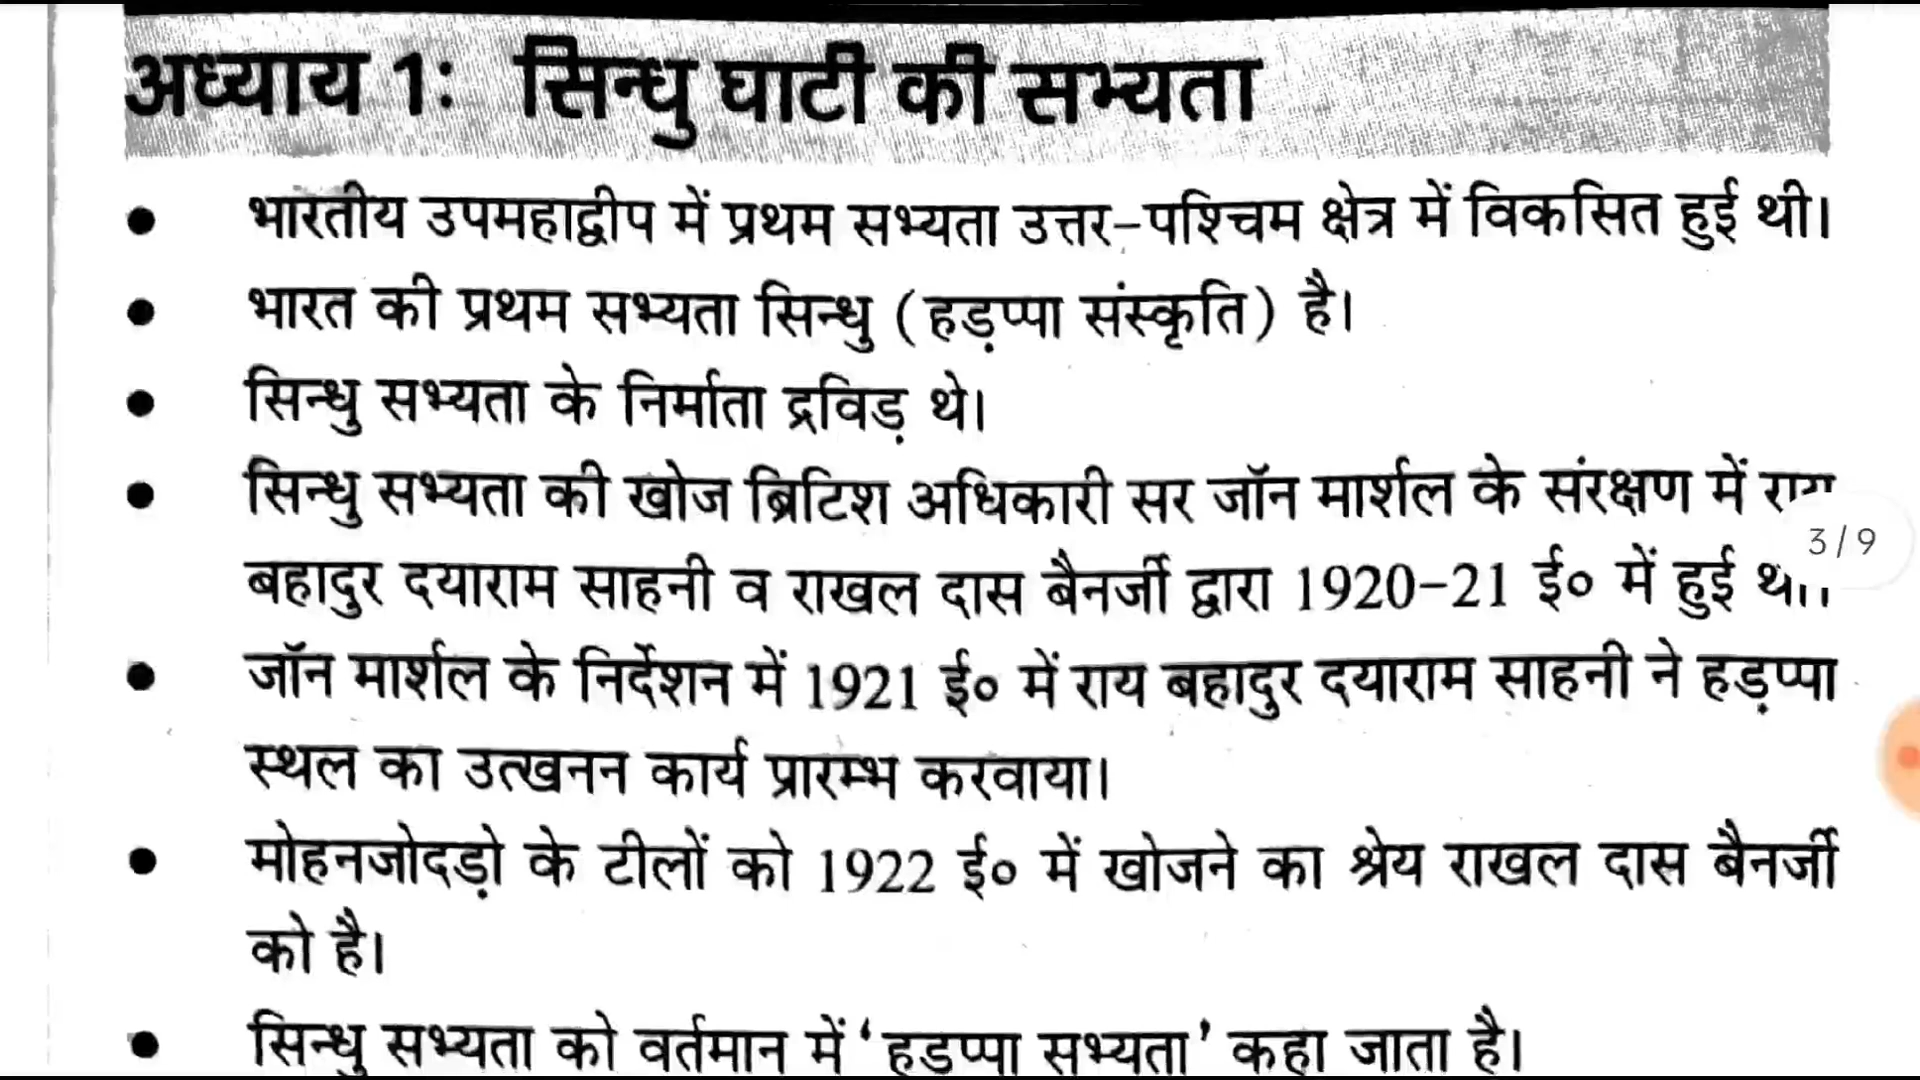 अध्याय 1: सिन्धु घाटी की सभ्यता
• भारतीय उपमहाद्वीप में प्रथम सभ्यता उत्तर-पश्चिम क्षेत्र में विकसित हुई थी।
• भारत की प्रथम सभ्यता सिन्धु (हड़प्पा संस्कृति) है।
• सिन्धु सभ्यता के निर्माता द्रविड़ थे।
• सिन्धु सभ्यता की खोज ब्रिटिश अधिकारी सर जॉन मार्शल के संरक्षण में
3/9
बहादुर दयाराम साहनी व राखल दास बैनर्जी द्वारा 1920-21 ई० में हुई
• जॉन मार्शल के निर्देशन में 1921 ई० में राय बहादुर दयाराम साहनी ने हड़प्पा
स्थल का उत्खनन कार्य प्रारम्भ करवाया।
• मोहनजोदड़ो के टीलों को 1922 ई० में खोजने का श्रेय राखल दास बैनर्जी
को है।
• सिन्धु सभ्यता को वर्तमान में 'हडप्पा सभ्यता' कहा जाता है।